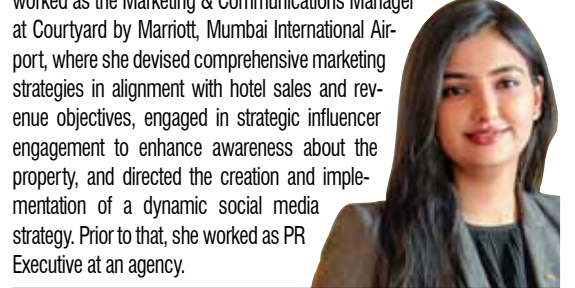 worked as the Marketing & Communications Manager
at Courtyard by Marriott, Mumbai International Air-
port, where she devised comprehensive marketing
strategies in alignment with hotel sales and rev-
enue objectives, engaged in strategic influencer
engagement to enhance awareness about the
property, and directed the creation and imple-
mentation of a dynamic social media
strategy. Prior to that, she worked as PR
Executive at an agency.